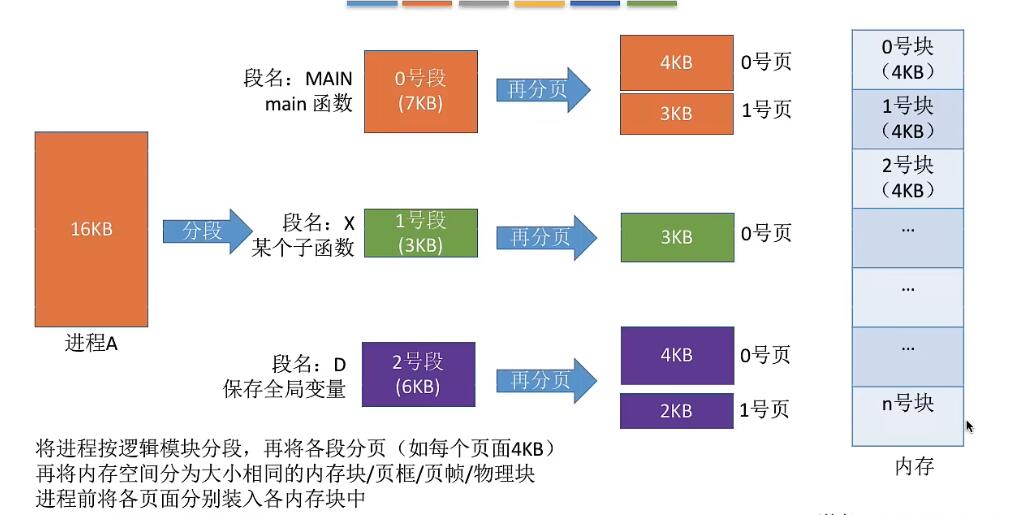 段名：MAIN
main 函数
0号段
(7KB)
再分页
4KB
0号页
3KB
1号页
16KB
进程A
分段
段名：X
某个子函数
1号段
(3KB)
再分页
3KB
0号页
段名：D
保存全局变量
2号段
(6KB)
再分页
4KB
0号页
2KB
1号页
0号块
（4KB）
1号块
（4KB）
2号块
（4KB）
...
...
...
n号块
内存
将进程按逻辑模块分段，再将各段分页（如每个页面4KB）
再将内存空间分为大小相同的内存块/页框/页帧/物理块
进程前将各页面分别装入各内存块中